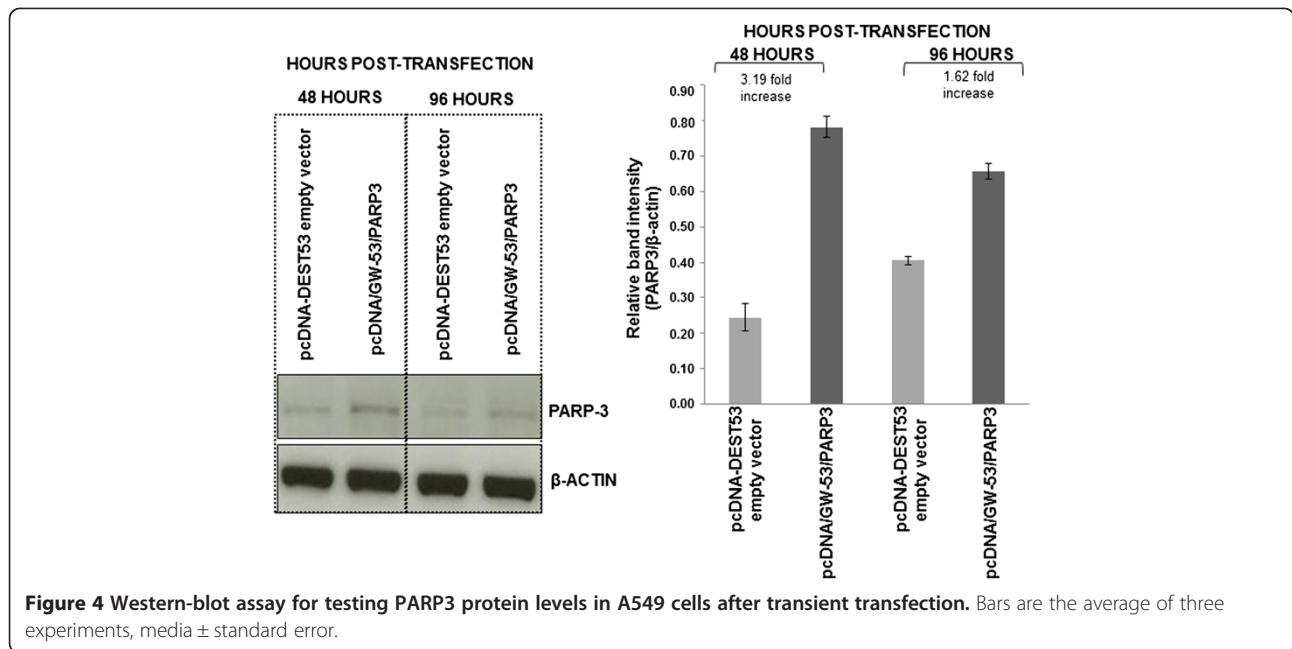 HOURS POST-TRANSFECTION
48 HOURS
96 HOURS
pcDNA-DEST53 empty vector
pcDNA/GW-53/PARP3
pcDNA-DEST53 empty vector
pcDNA/GW-53/PARP3
PARP-3
β-ACTIN
HOURS POST-TRANSFECTION
48 HOURS
96 HOURS
3.19 fold
increase
1.62 fold
increase
Relative band intensity
(PARP3/β-actin)
0.90
0.80
0.70
0.60
0.50
0.40
0.30
0.20
0.10
0.00
pcDNA-DEST53
empty vector
pcDNA/GW-53/PARP3
pcDNA-DEST53
empty vector
pcDNA/GW-53/PARP3
Figure 4 Western-blot assay for testing PARP3 protein levels in A549 cells after transient transfection. Bars are the average of three
experiments, media ± standard error.